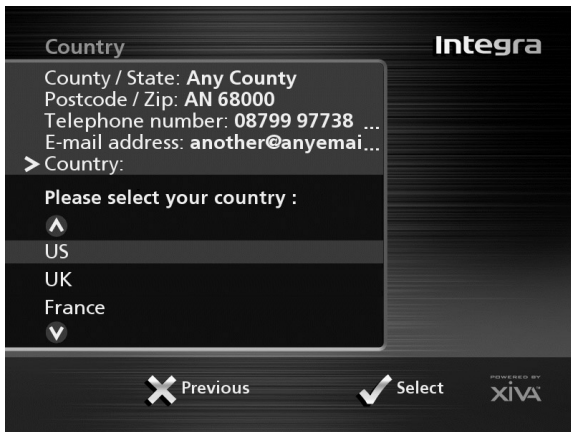 Country
Integra
County / State: Any County
Postcode / Zip: AN 68000
Telephone number: 08799 97738 ...
E-mail address: another@anyemai...
> Country:
Please select your country :
US
UK
France
Previous
Select
POWERED BY
XiVA